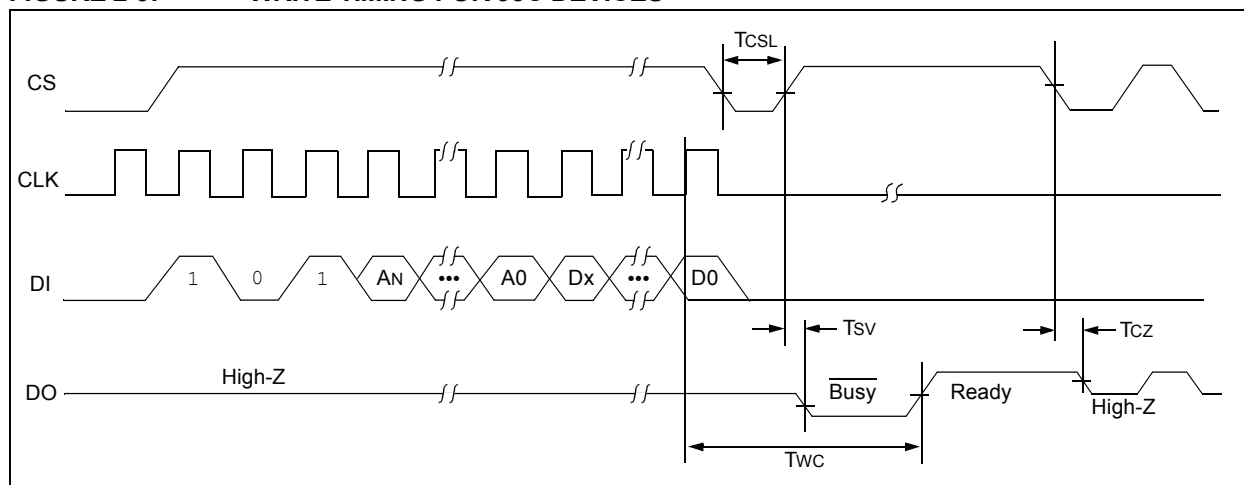 TCSL
CS
CLK
DI 1 0 1 AN ••• A0 Dx ••• D0
TSV TCZ
High-Z
DO Busy Ready High-Z
TWC